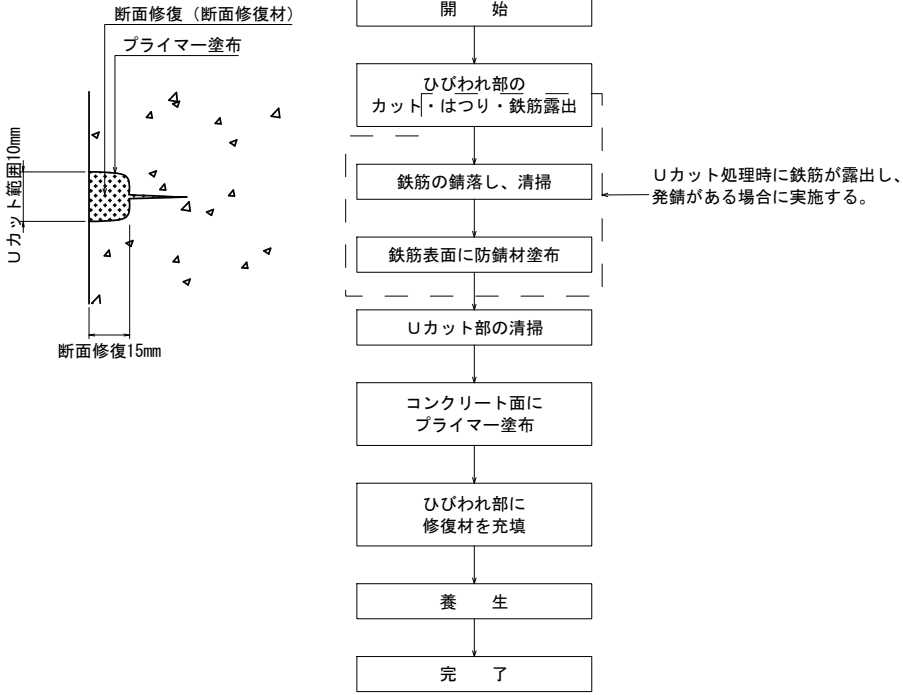 断面修復（断面修復材）
プライマー塗布
Uカット範囲10mm
断面修復15mm
開　始
ひびわれ部の
カット・はつり・鉄筋露出
鉄筋の錆落し、清掃
鉄筋表面に防錆材塗布
Uカット処理時に鉄筋が露出し、
発錆がある場合に実施する。
Uカット部の清掃
コンクリート面に
プライマー塗布
ひびわれ部に
修復材を充填
養　生
完　了